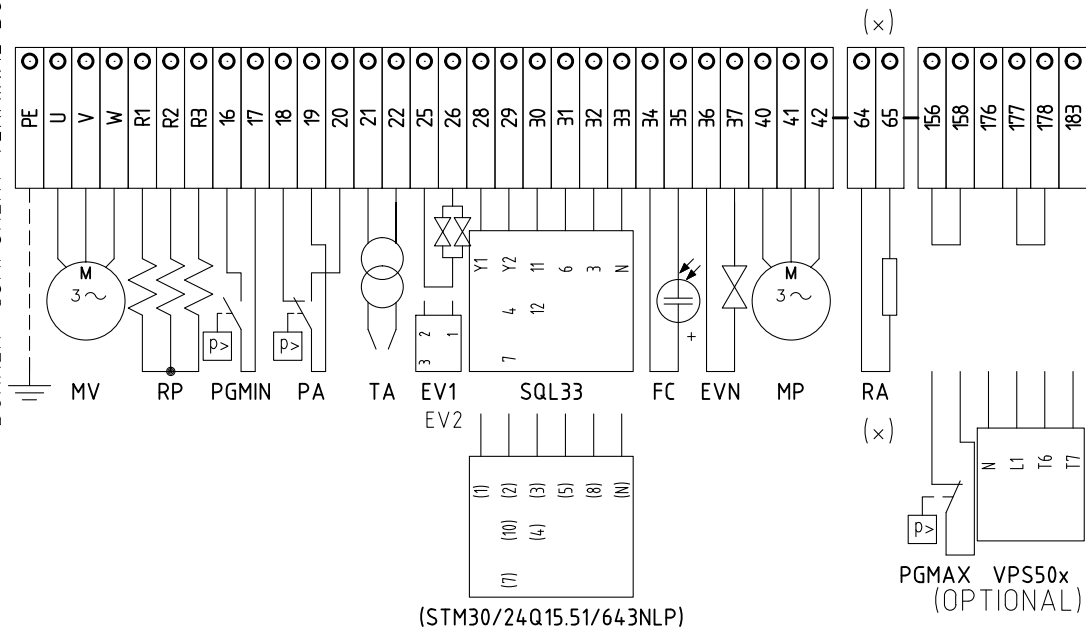 (x)
PE U V W R1 R2 R3 16 17 18 19 20 21 22 25 26 28 29 30 31 32 33 34 35 36 37 40 41 42 64 65 156 158 176 177 178 183
Y1 Y2 11 6 3 N
M M
3~ 4 12 3~
2 1 +
p> p> 3 7
MV RP PGMIN PA TA EV1 SQL33 FC EVN MP RA
EV2 (x)
(1) (2) (3) (5) (8) (N) N L1 T6 T7
(10) (4) p>
(7)
PGMAX VPS50x
(OPTIONAL)
(STM30/24Q15.51/643NLP)